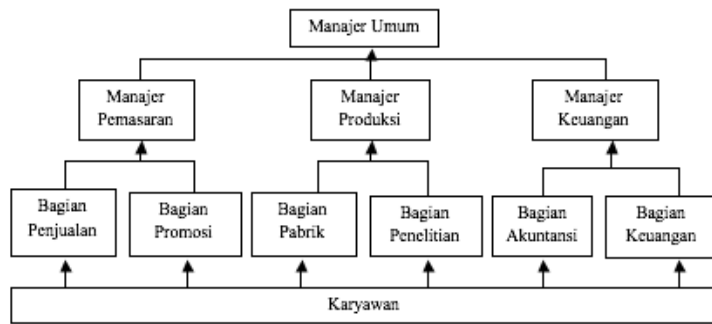 Manajer Umum
Manajer
Pemasaran
Manajer
Produksi
Manajer
Keuangan
Bagian
Penjualan
Bagian
Promosi
Bagian
Pabrik
Bagian
Penelitian
Bagian
Akuntansi
Bagian
Keuangan
Karyawan